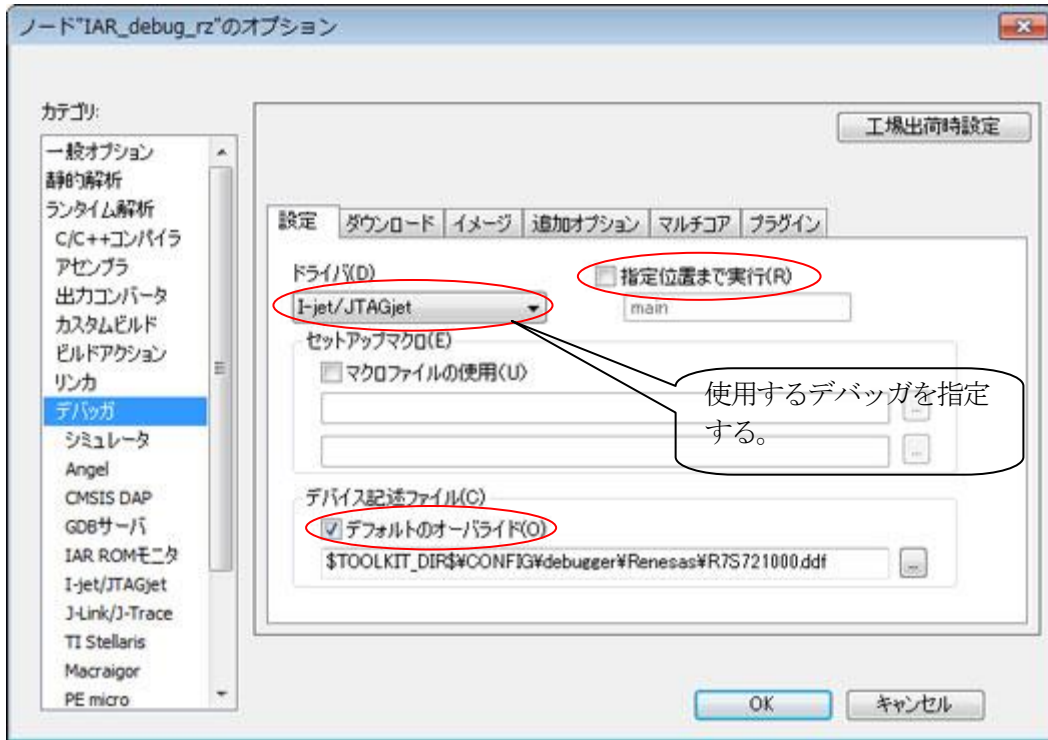 ノード"IAR_debug_rz"のオプション
カテゴリ:
工場出荷時設定
一般オプション
静的解析
ランタイム解析
C/C++コンパイラ
アセンブラ
出力コンバータ
カスタムビルド
ビルドアクション
リンカ
デバッガ
シミュレータ
Angel
CMSIS DAP
GDBサーバ
IAR ROMモニタ
I-jet/JTAGjet
J-Link/J-Trace
TI Stellaris
Macraigor
PE micro
設定 ダウンロード イメージ 追加オプション マルチコア プラグイン
ドライバ(D)
指定位置まで実行(R)
I-jet/JTAGjet
main
セットアップマクロ(E)
マクロファイルの使用(U)
...
...
使用するデバッガを指定
する。
デバイス記述ファイル(C)
デフォルトのオーバライド(O)
$TOOLKIT_DIR$¥CONFIG¥debugger¥Renesas¥R7S721000.ddf
...
OK キャンセル